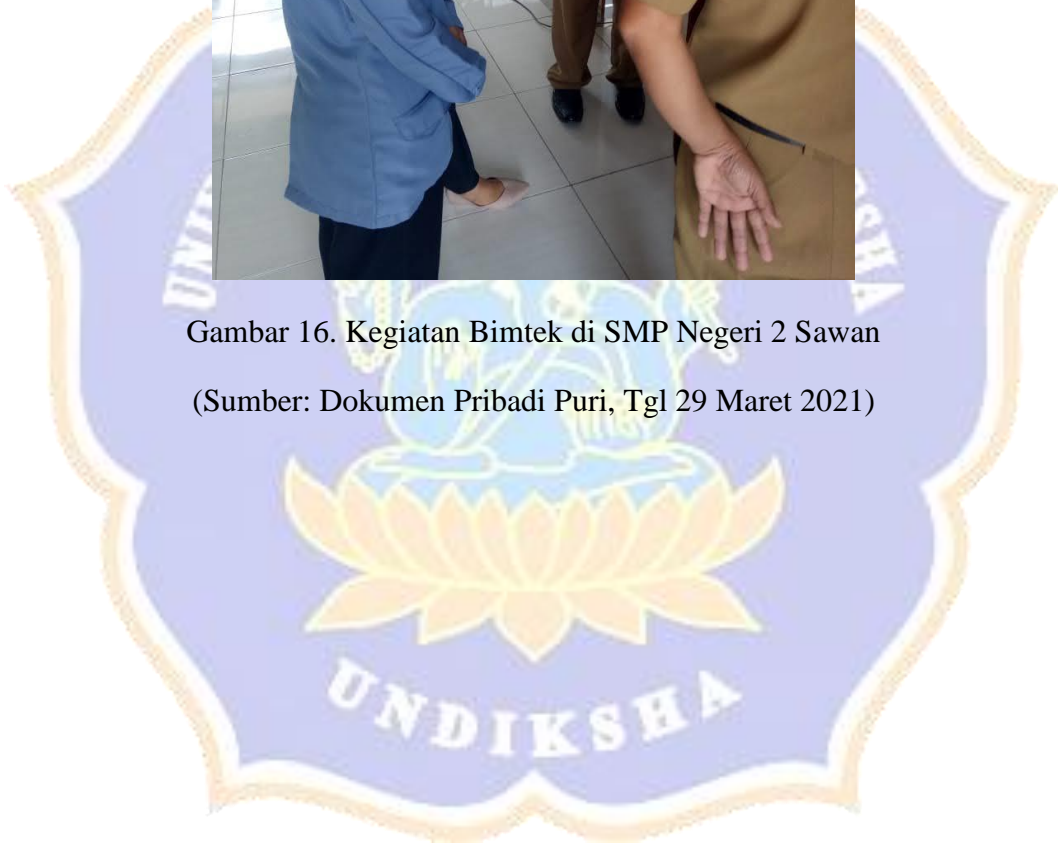 Gambar 16. Kegiatan Bimtek di SMP Negeri 2 Sawan
(Sumber: Dokumen Pribadi Puri, Tgl 29 Maret 2021)
UNDIKSHA